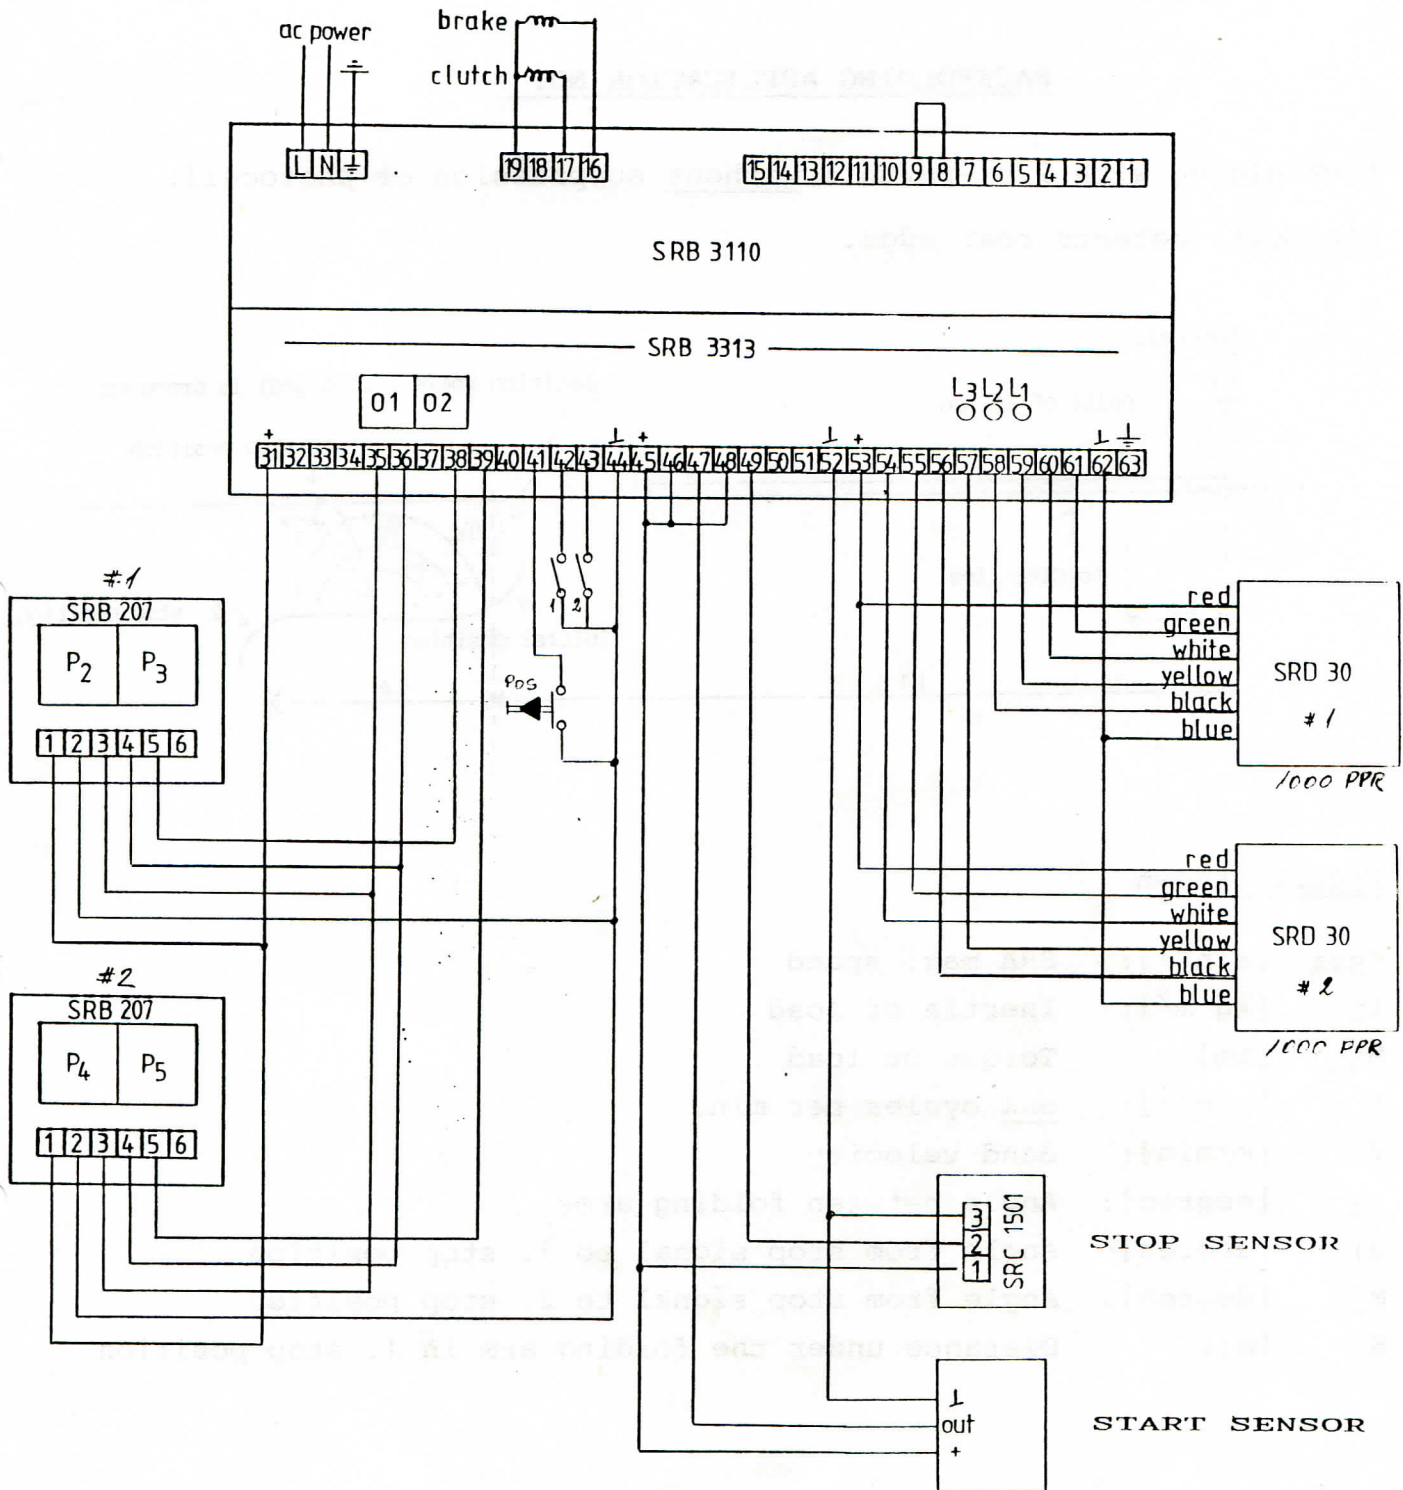 brake
ac power
clutch
L N ⏚
19 18 17 16
15 14 13 12 11 10 9 8 7 6 5 4 3 2 1
SRB 3110
SRB 3313
01 02
L3 L2 L1
+ ⊥ + ⊥ + ⊥ ⏚
31 32 33 34 35 36 37 38 39 40 41 42 43 44 45 46 47 48 49 50 51 52 53 54 55 56 57 58 59 60 61 62 63
1 2
POS
#1
SRB 207
P2 P3
1 2 3 4 5 6
#2
SRB 207
P4 P5
1 2 3 4 5 6
red
green
white
yellow
black
blue
SRD 30
#1
1000 PPR
red
green
white
yellow
black
blue
SRD 30
#2
1000 PPR
3
2
1
SRC 1501
STOP SENSOR
⊥
out
+
START SENSOR